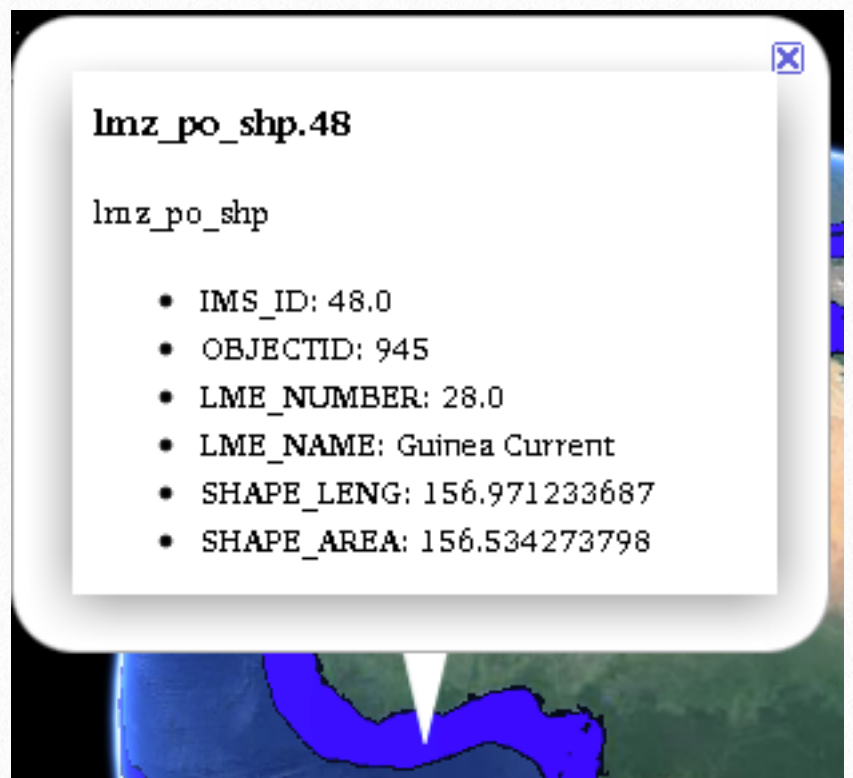 lmz_po_shp.48
lmz_po_shp
• IMS_ID: 48.0
• OBJECTID: 945
• LME_NUMBER: 28.0
• LME_NAME: Guinea Current
• SHAPE_LENG: 156.971233687
• SHAPE_AREA: 156.534273798